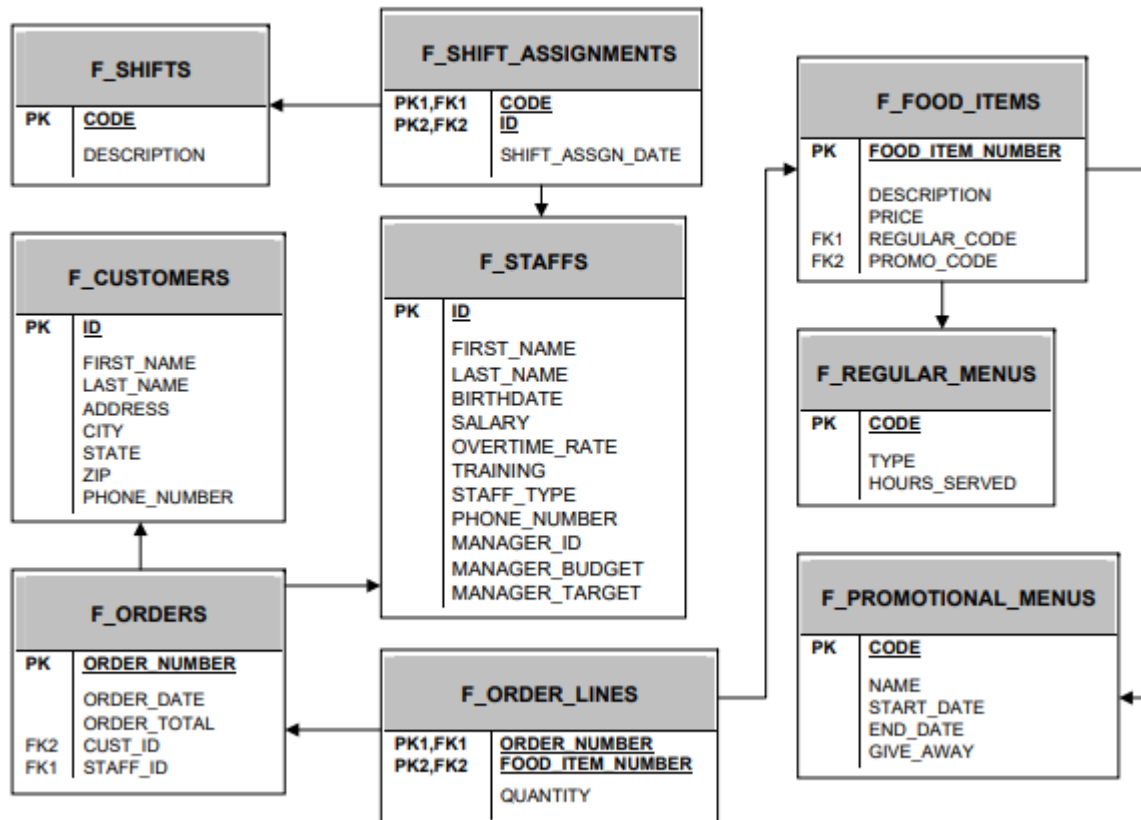 F_SHIFTS
PK CODE
DESCRIPTION
F_SHIFT_ASSIGNMENTS
PK1,FK1 CODE
PK2,FK2 ID
SHIFT_ASSGN_DATE
F_FOOD_ITEMS
PK FOOD_ITEM_NUMBER
DESCRIPTION
PRICE
FK1 REGULAR_CODE
FK2 PROMO_CODE
F_CUSTOMERS
PK ID
FIRST_NAME
LAST_NAME
ADDRESS
CITY
STATE
ZIP
PHONE_NUMBER
F_STAFFS
PK ID
FIRST_NAME
LAST_NAME
BIRTHDATE
SALARY
OVERTIME_RATE
TRAINING
STAFF_TYPE
PHONE_NUMBER
MANAGER_ID
MANAGER_BUDGET
MANAGER_TARGET
F_REGULAR_MENUS
PK CODE
TYPE
HOURS_SERVED
F_ORDERS
PK ORDER_NUMBER
ORDER_DATE
ORDER_TOTAL
FK2 CUST_ID
FK1 STAFF_ID
F_ORDER_LINES
PK1,FK1 ORDER_NUMBER
PK2,FK2 FOOD_ITEM_NUMBER
QUANTITY
F_PROMOTIONAL_MENUS
PK CODE
NAME
START_DATE
END_DATE
GIVE_AWAY